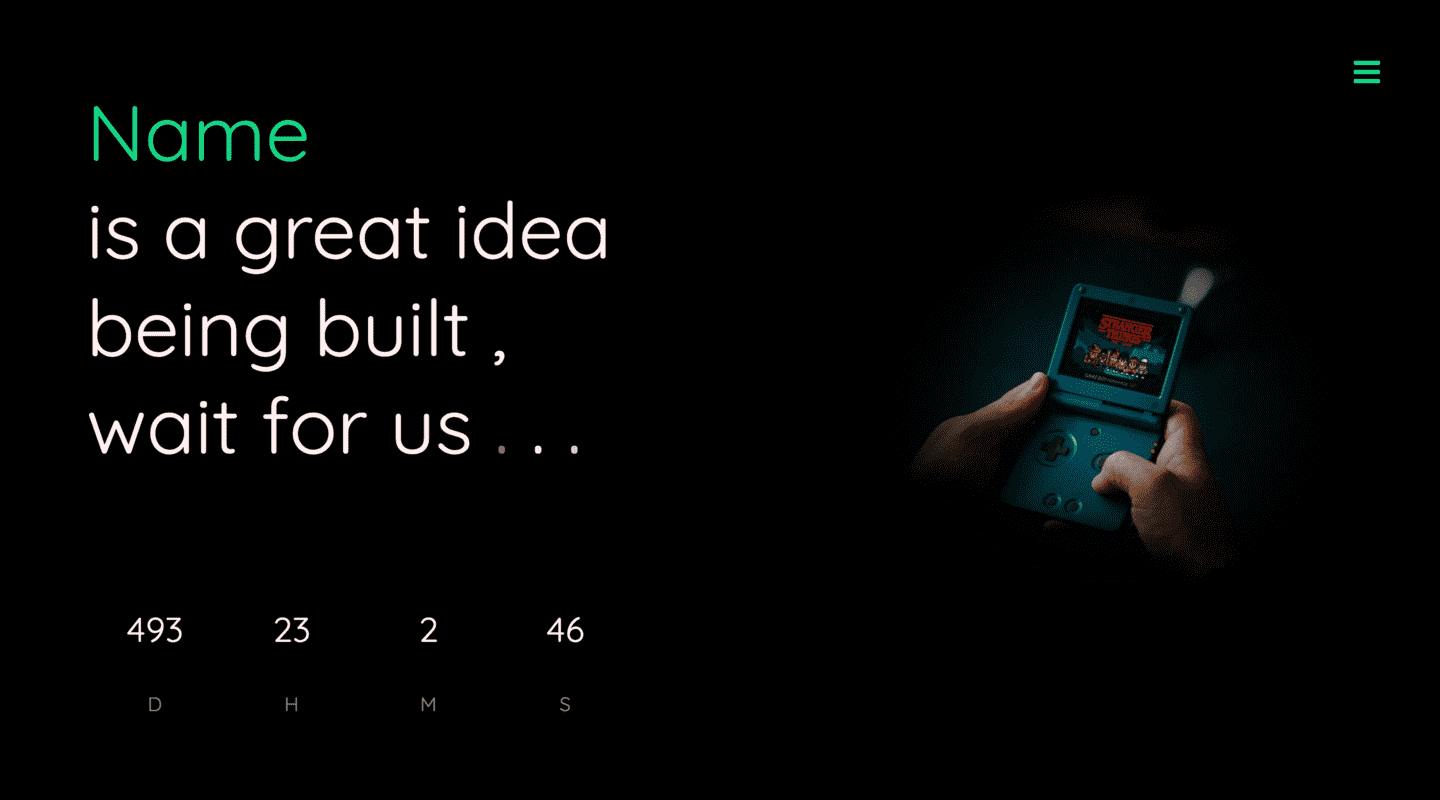 Name
is a great idea
being built ,
wait for us . . .
STRANGER
THINGS
493 23 2 46
D H M S